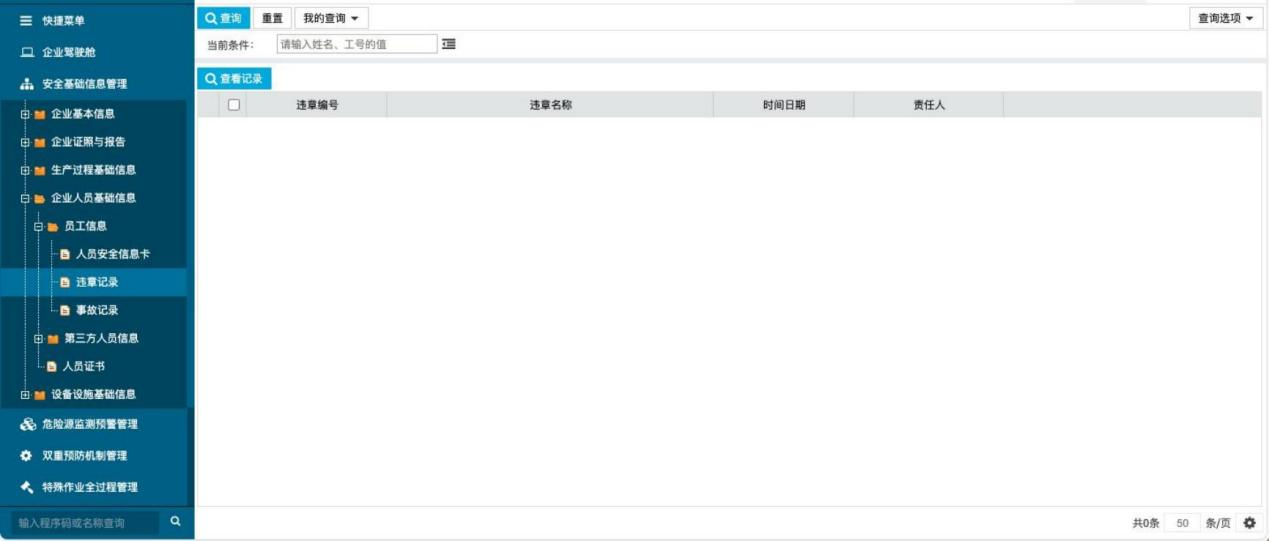 快捷菜单
企业驾驶舱
安全基础信息管理
企业基本信息
企业证照与报告
生产过程基础信息
企业人员基础信息
员工信息
人员安全信息卡
违章记录
事故记录
第三方人员信息
人员证书
设备设施基础信息
危险源监测预警管理
双重预防机制管理
特殊作业全过程管理
输入程序码或名称查询
查询 重置 我的查询 查询选项
当前条件: 请输入姓名、工号的值
查看记录
违章编号 违章名称 时间日期 责任人
共0条 50 条/页